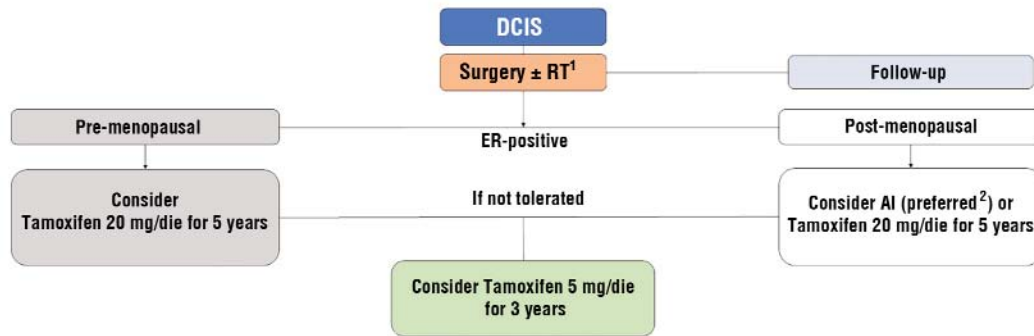 DCIS
Surgery ± RT1
Follow-up
Pre-menopausal
Post-menopausal
ER-positive
Consider
Tamoxifen 20 mg/die for 5 years
If not tolerated
Consider AI (preferred2) or
Tamoxifen 20 mg/die for 5 years
Consider Tamoxifen 5 mg/die
for 3 years